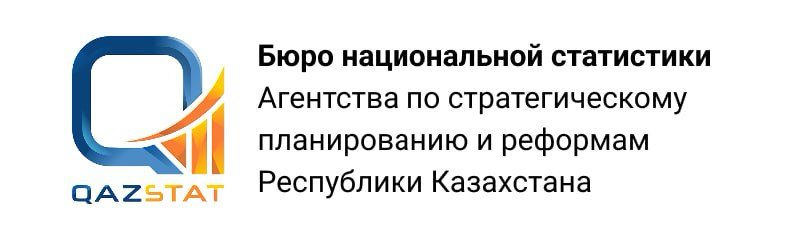 Бюро национальной статистики
Агентства по стратегическому
планированию и реформам
Республики Казахстана
QAZSTAT